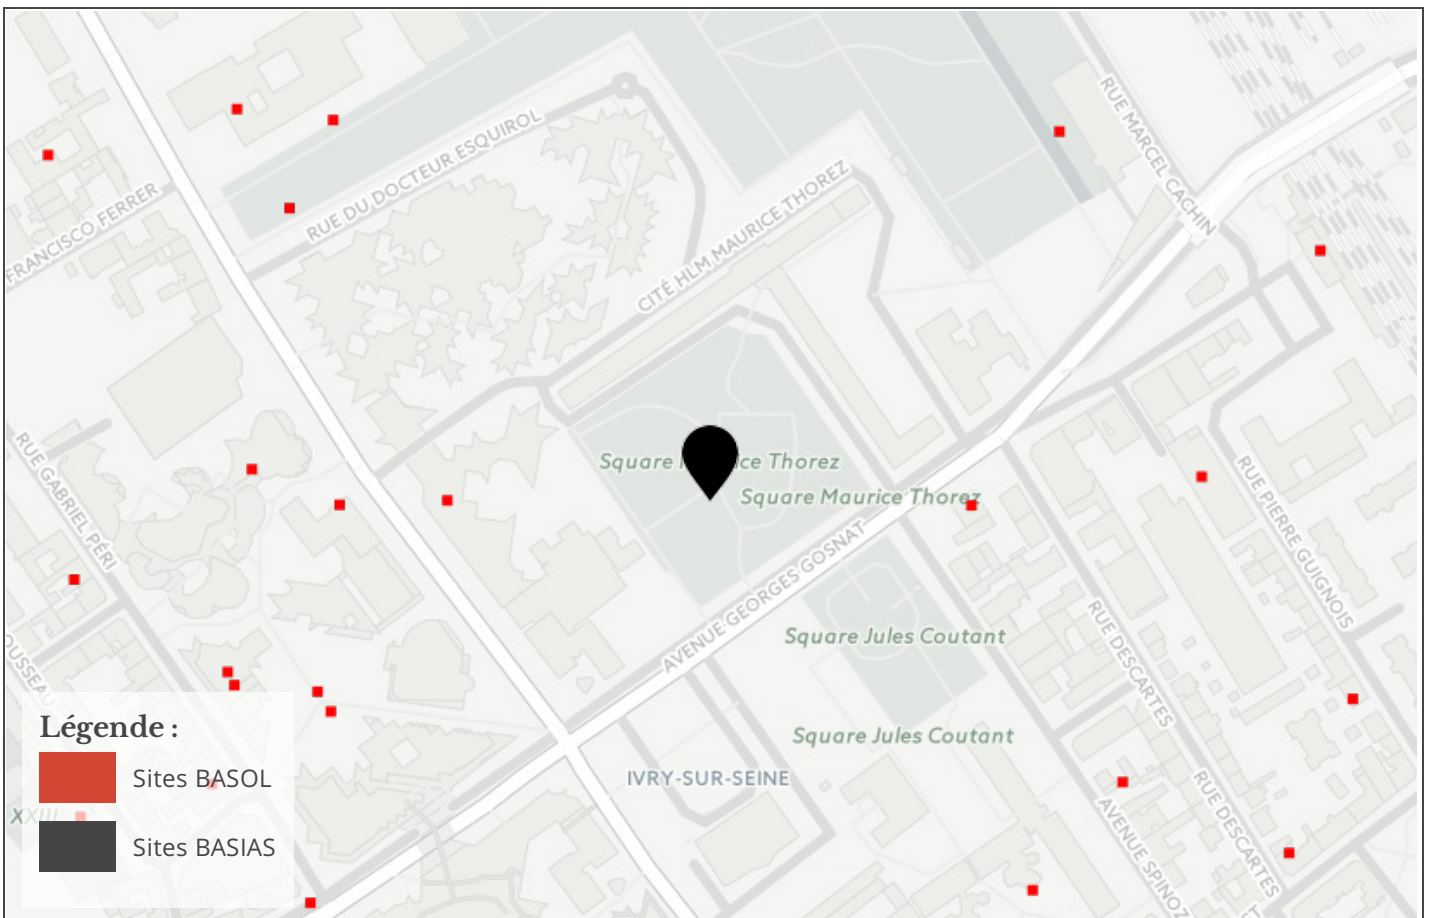 RUE MARCEL CACHIN
RUE DU DOCTEUR ESQUIROL
FRANCISCO FERRER
CITÉ HLM MAURICE THOREZ
RUE GABRIEL PÉRI
Square M ice Thorez
Square Maurice Thorez
AVENUE GEORGES GOSNAT
RUE PIERRE GUIGNOIS
Square Jules Coutant
RUE DESCARTES
OUSSEAU
Square Jules Coutant
IVRY-SUR-SEINE
RUE DESCARTES
AVENUE SPINOZ
Légende :
Sites BASOL
XXIII
Sites BASIAS